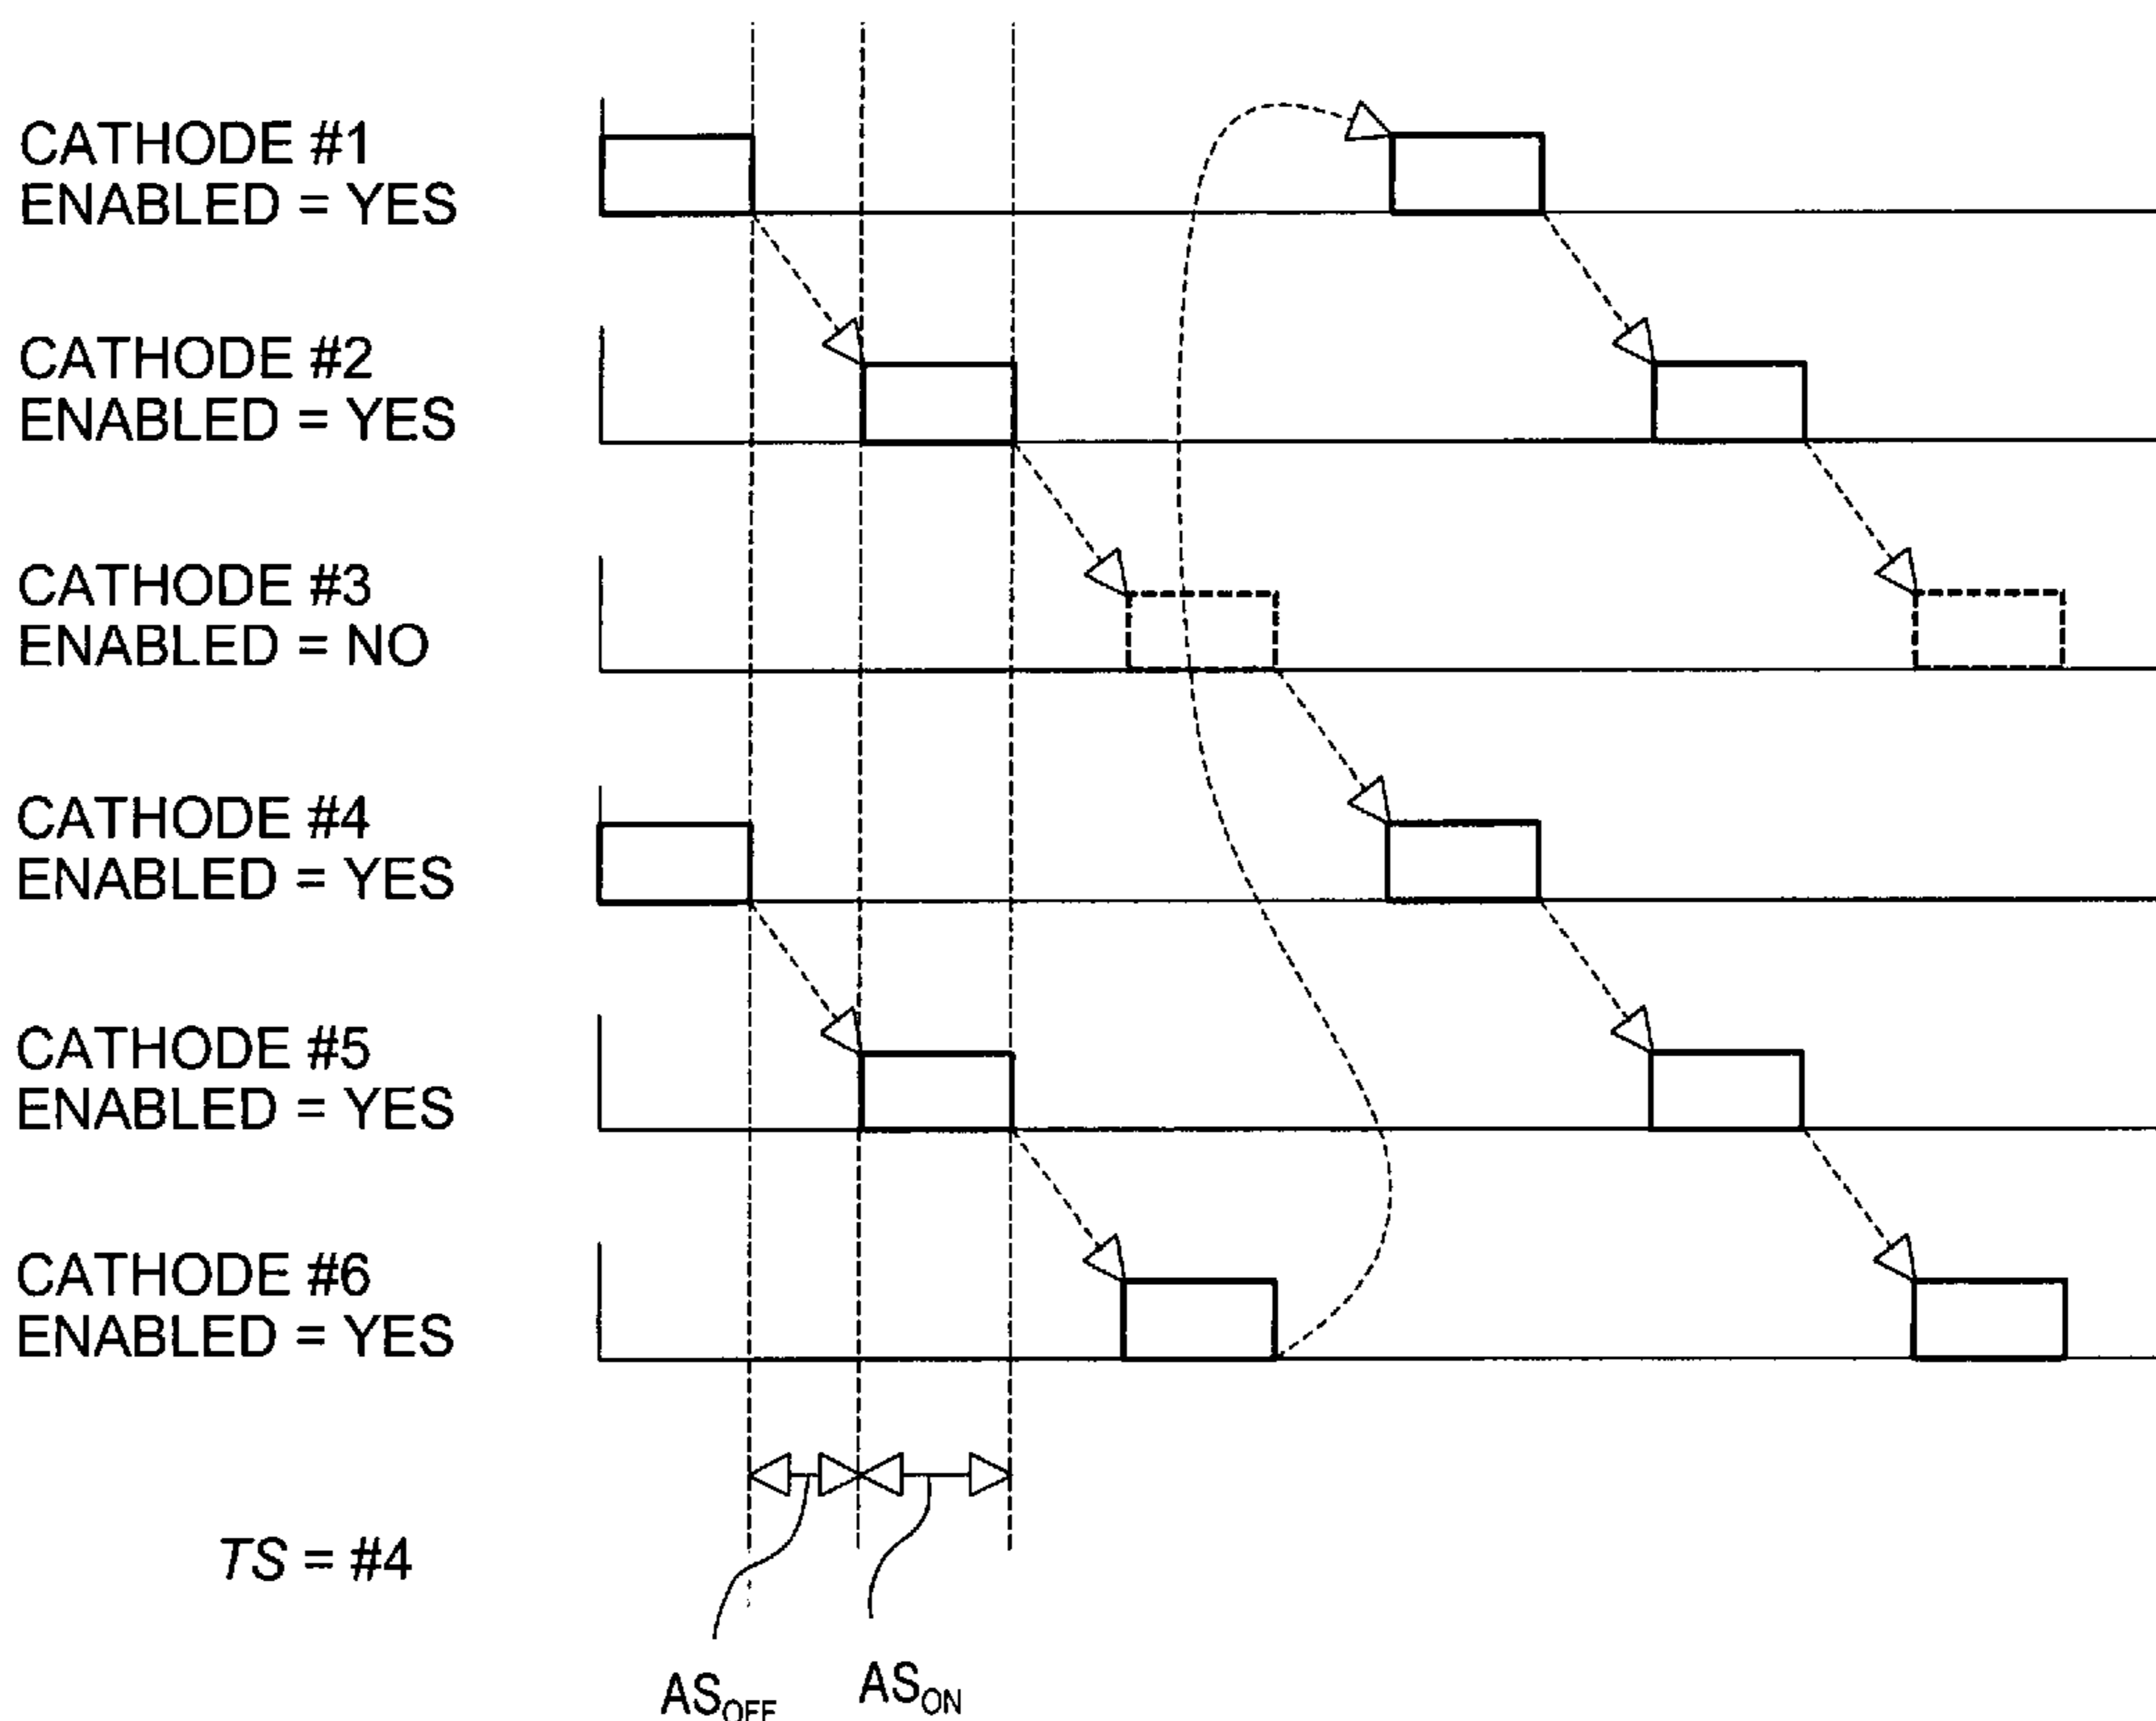 CATHODE #1
ENABLED = YES
CATHODE #2
ENABLED = YES
CATHODE #3
ENABLED = NO
CATHODE #4
ENABLED = YES
CATHODE #5
ENABLED = YES
CATHODE #6
ENABLED = YES
TS = #4
ASOFF
ASON